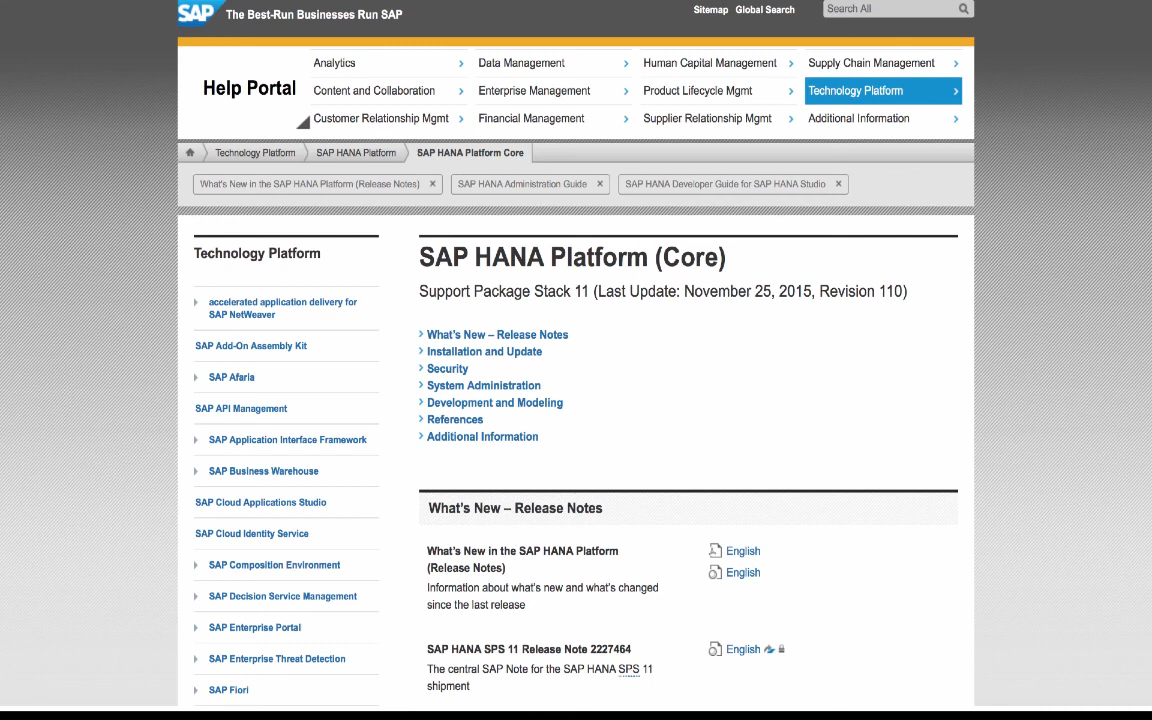 SAP The Best-Run Businesses Run SAP
Sitemap Global Search
Search All
Help Portal
Analytics
Data Management
Human Capital Management
Supply Chain Management
Content and Collaboration
Enterprise Management
Product Lifecycle Mgmt
Technology Platform
Customer Relationship Mgmt
Financial Management
Supplier Relationship Mgmt
Additional Information
Technology Platform
SAP HANA Platform
SAP HANA Platform Core
What's New in the SAP HANA Platform (Release Notes) ×
SAP HANA Administration Guide ×
SAP HANA Developer Guide for SAP HANA Studio ×
Technology Platform
accelerated application delivery for
SAP NetWeaver
SAP Add-On Assembly Kit
SAP Afaria
SAP API Management
SAP Application Interface Framework
SAP Business Warehouse
SAP Cloud Applications Studio
SAP Cloud Identity Service
SAP Composition Environment
SAP Decision Service Management
SAP Enterprise Portal
SAP Enterprise Threat Detection
SAP Fiori
SAP HANA Platform (Core)
Support Package Stack 11 (Last Update: November 25, 2015, Revision 110)
What's New – Release Notes
Installation and Update
Security
System Administration
Development and Modeling
References
Additional Information
What's New – Release Notes
What's New in the SAP HANA Platform
(Release Notes)
Information about what's new and what's changed
since the last release
English
English
SAP HANA SPS 11 Release Note 2227464
The central SAP Note for the SAP HANA SPS 11
shipment
English